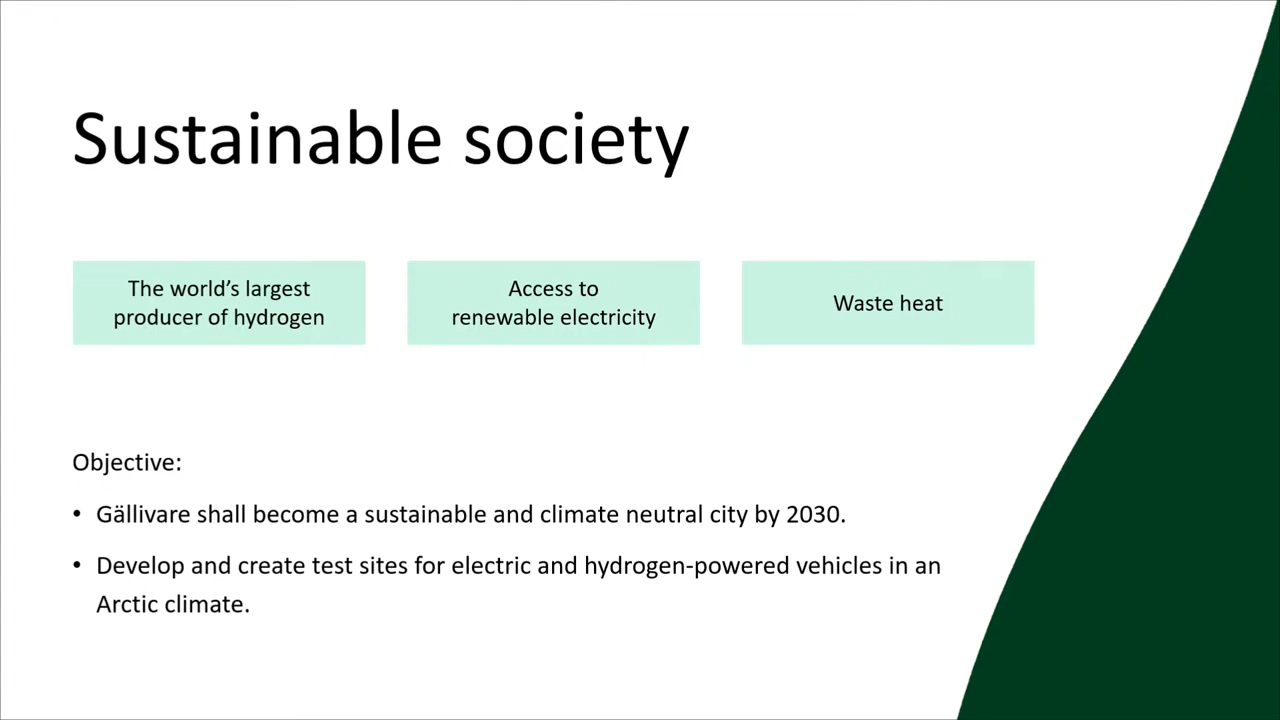 Sustainable society
The world’s largest
producer of hydrogen
Access to
renewable electricity
Waste heat
Objective:
• Gällivare shall become a sustainable and climate neutral city by 2030.
• Develop and create test sites for electric and hydrogen-powered vehicles in an
Arctic climate.